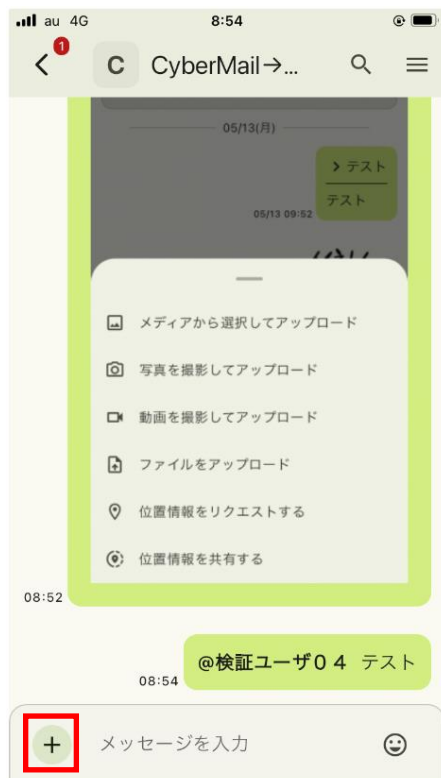 au 4G 8:54
1
C CyberMail→...
05/13(月)
> テスト
テスト
05/13 09:52
メディアから選択してアップロード
写真を撮影してアップロード
動画を撮影してアップロード
ファイルをアップロード
位置情報をリクエストする
位置情報を共有する
08:52
@検証ユーザ０４ テスト
08:54
+ メッセージを入力